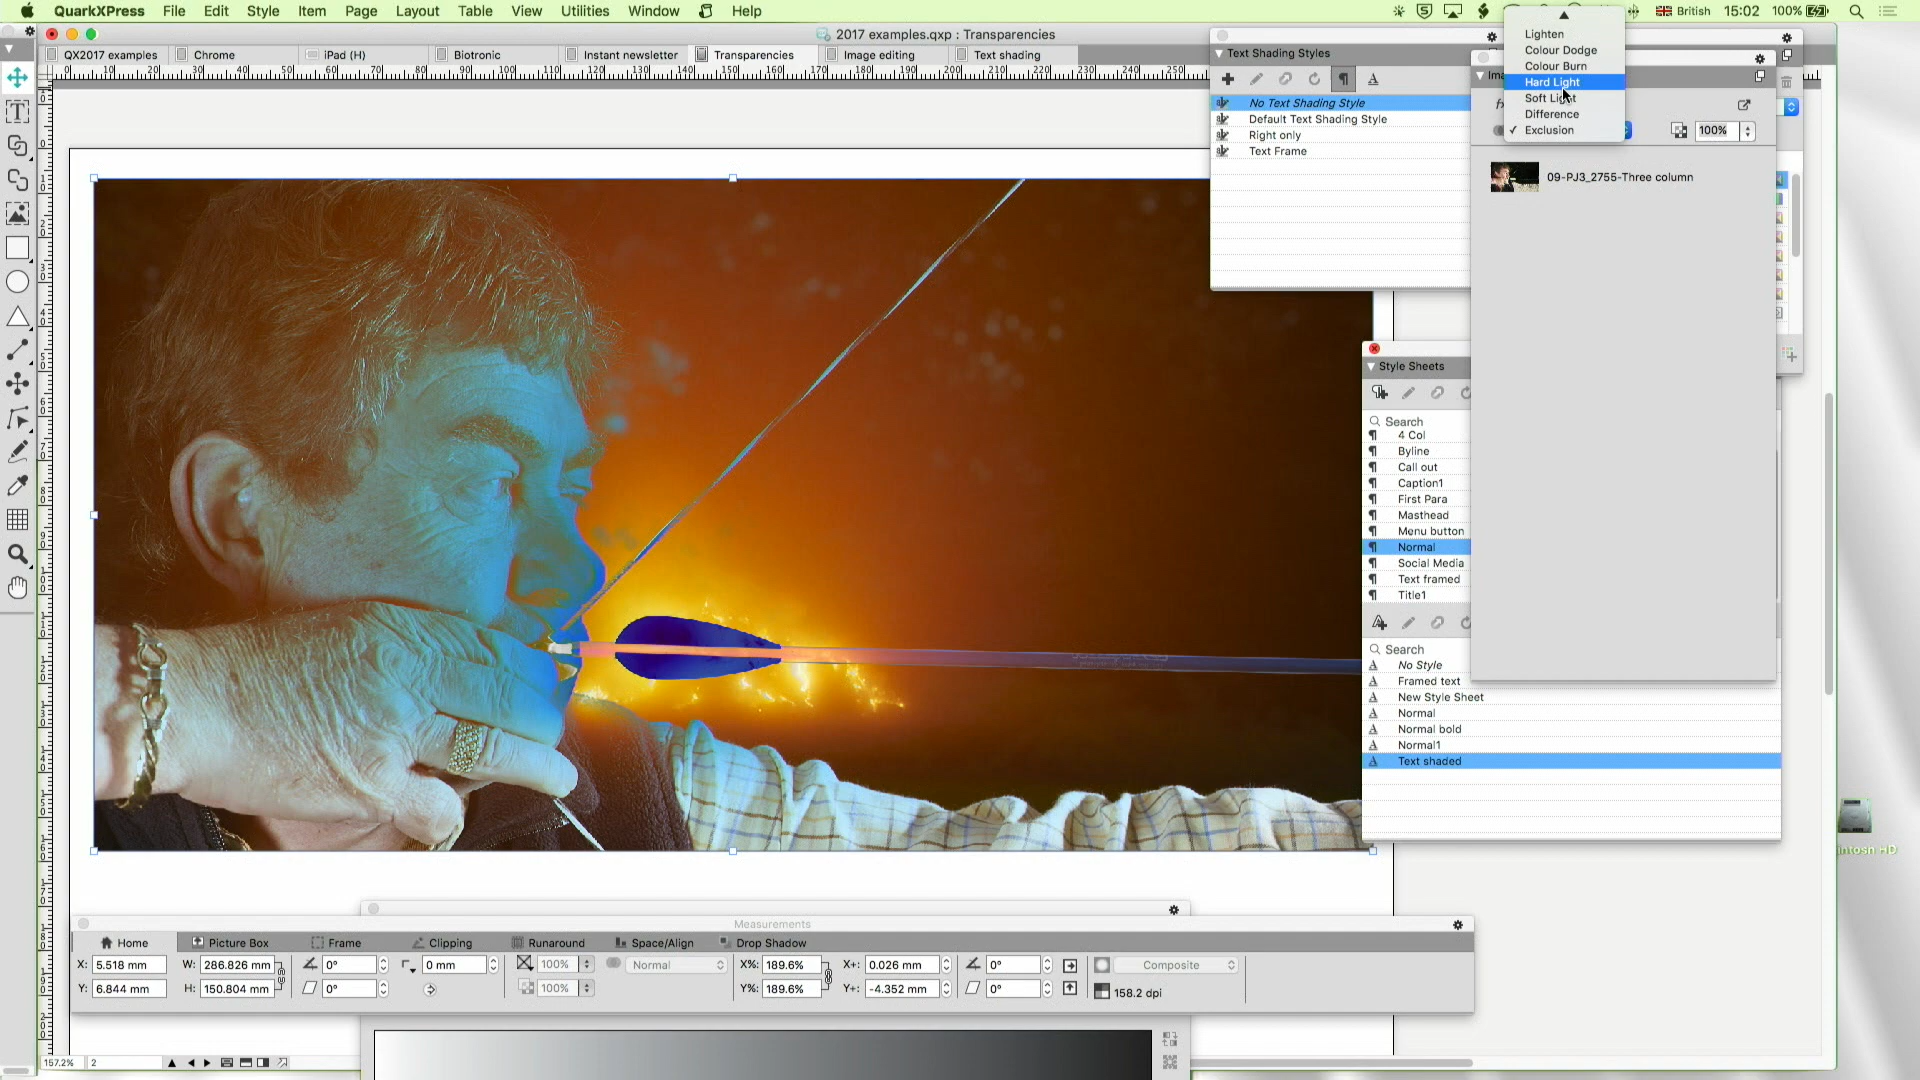 QuarkXPress File Edit Style Item Page Layout Table View Utilities Window Help
British 15:02 100%
2017 examples.qxp : Transparencies
QX2017 examples Chrome iPad (H) Biotronic Instant newsletter Transparencies Image editing Text shading
Text Shading Styles
No Text Shading Style
Default Text Shading Style
Right only
Text Frame
Lighten
Colour Dodge
Colour Burn
Hard Light
Soft Light
Difference
✓ Exclusion
100%
09-PJ3_2755-Three column
Style Sheets
Search
4 Col
Byline
Call out
Caption1
First Para
Masthead
Menu button
Normal
Social Media
Text framed
Title1
Search
No Style
Framed text
New Style Sheet
Normal
Normal bold
Normal1
Text shaded
intosh HD
Measurements
Home Picture Box Frame Clipping Runaround Space/Align Drop Shadow
X: 5.518 mm W: 286.826 mm 0° 0 mm 100% Normal X%: 189.6% X+: 0.026 mm 0° Composite
Y: 6.844 mm H: 150.804 mm 0° 100% Y%: 189.6% Y+: -4.352 mm 0° 158.2 dpi
157.2% 2